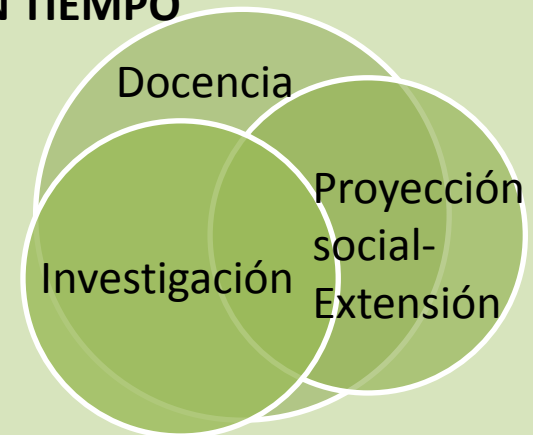 N TIEMPO
Docencia
Proyección
social-
Investigación
Extensión